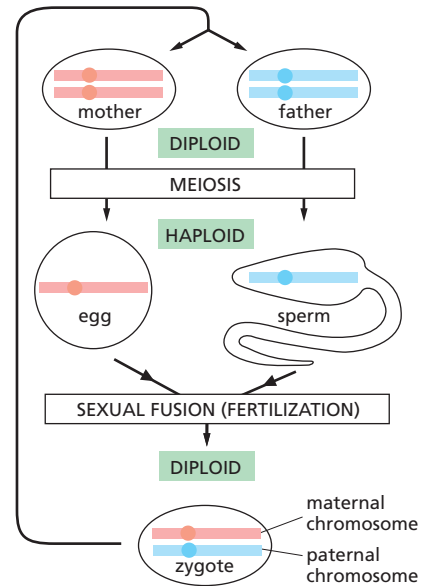 mother
father
DIPLOID
MEIOSIS
HAPLOID
egg
sperm
SEXUAL FUSION (FERTILIZATION)
DIPLOID
maternal
chromosome
paternal
chromosome
zygote